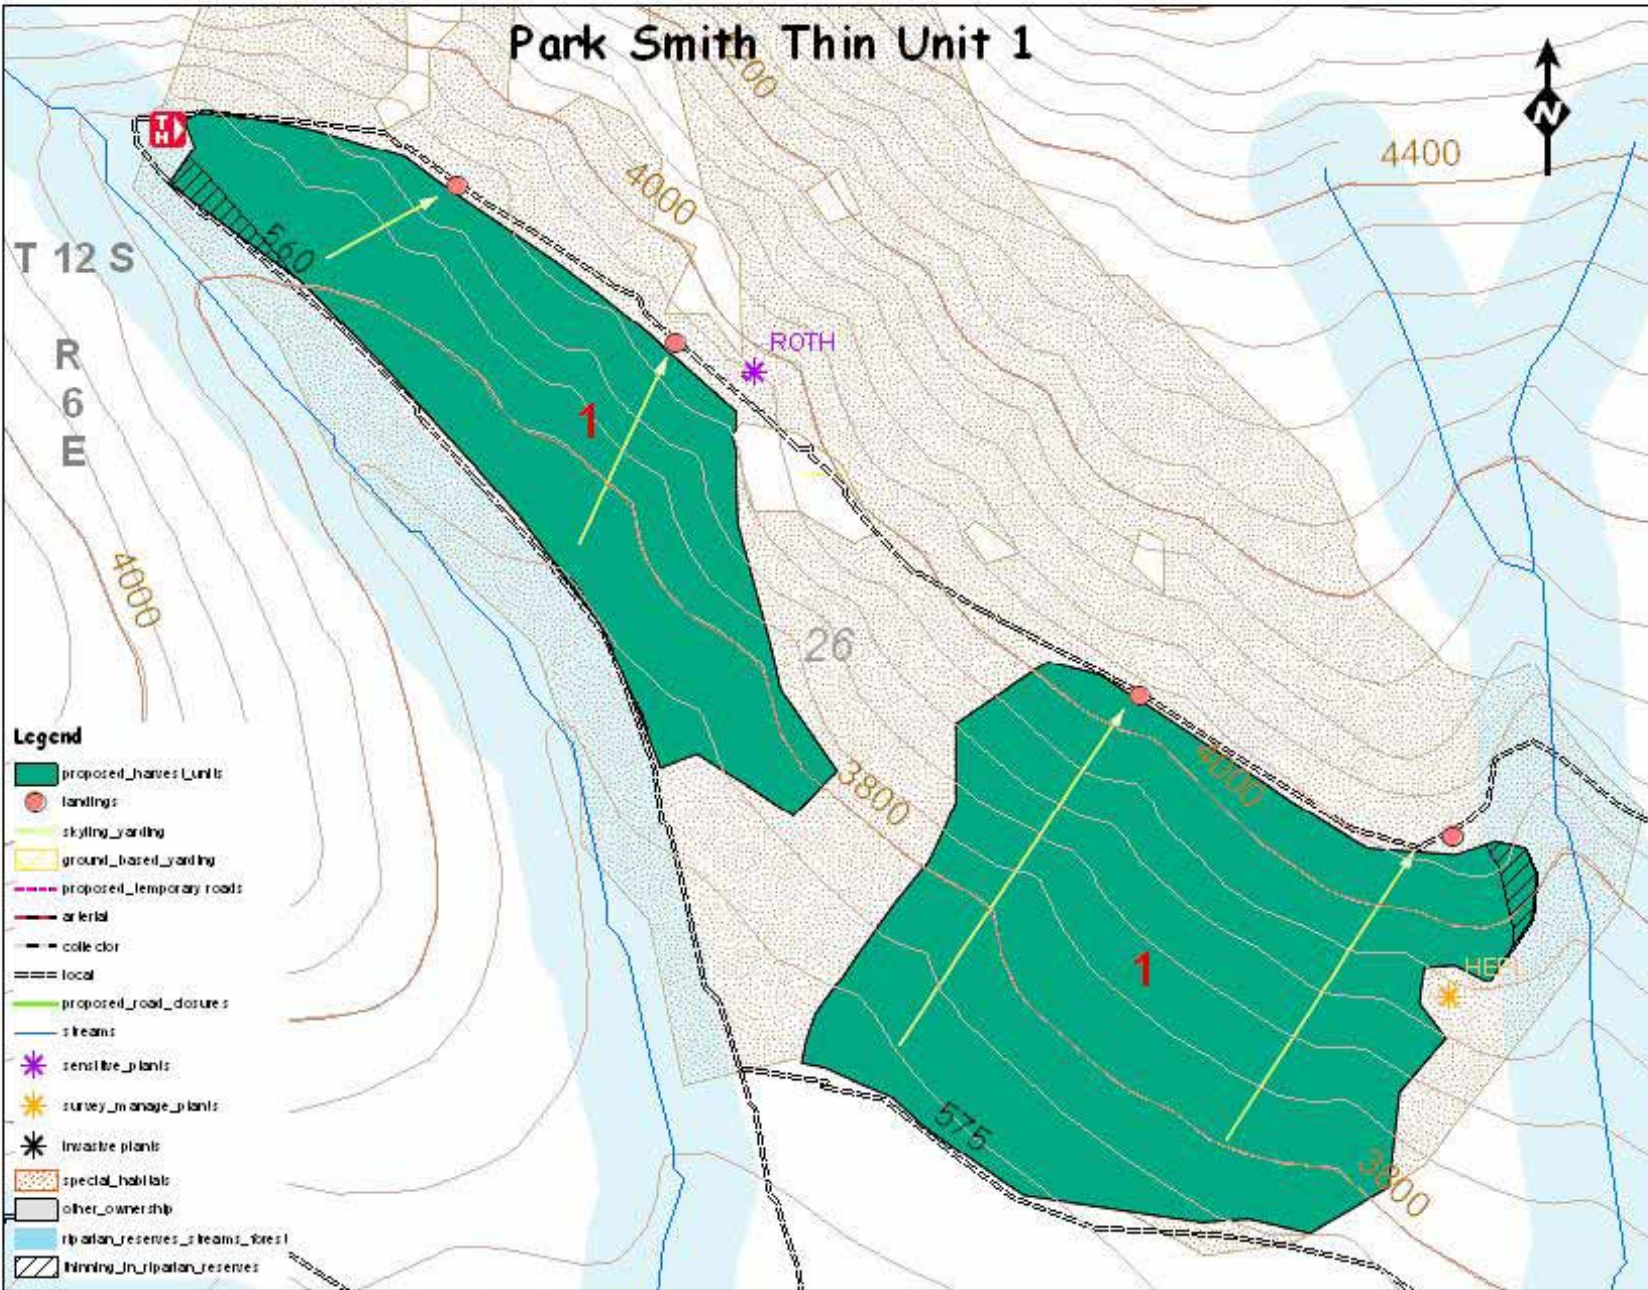 Park Smith Thin Unit 1
N
T
H
4400
4000
560
T 12 S
R
6
E
ROTH
1
4000
26
3800
4000
1
575
3800
Legend
proposed_harvest_units
landings
skyling_yarding
ground_based_yarding
proposed_temporary roads
arterial
collector
local
proposed_road_closures
streams
sensitive_plants
survey_manage_plants
invasive plants
special_habitats
other_ownership
riparian_reserves_streams_forest
thinning_in_riparian_reserves